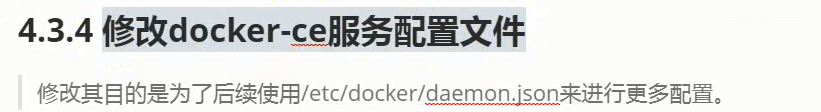 4.3.4 修改docker-ce服务配置文件
修改其目的是为了后续使用/etc/docker/daemon.json来进行更多配置。